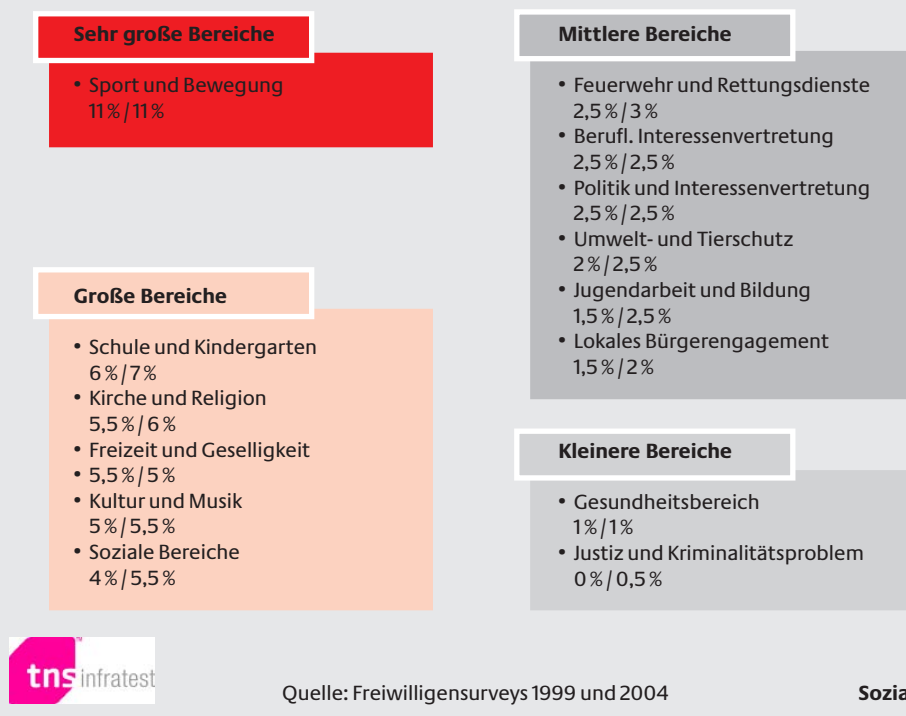 Sehr große Bereiche
• Sport und Bewegung
11 % / 11 %
Große Bereiche
• Schule und Kindergarten
6 % / 7 %
• Kirche und Religion
5,5 % / 6 %
• Freizeit und Geselligkeit
• 5,5 % / 5 %
• Kultur und Musik
5 % / 5,5 %
• Soziale Bereiche
4 % / 5,5 %
Mittlere Bereiche
• Feuerwehr und Rettungsdienste
2,5 % / 3 %
• Berufl. Interessenvertretung
2,5 % / 2,5 %
• Politik und Interessenvertretung
2,5 % / 2,5 %
• Umwelt- und Tierschutz
2 % / 2,5 %
• Jugendarbeit und Bildung
1,5 % / 2,5 %
• Lokales Bürgerengagement
1,5 % / 2 %
Kleinere Bereiche
• Gesundheitsbereich
1 % / 1 %
• Justiz und Kriminalitätsproblem
0 % / 0,5 %
tns infratest
Quelle: Freiwilligensurveys 1999 und 2004